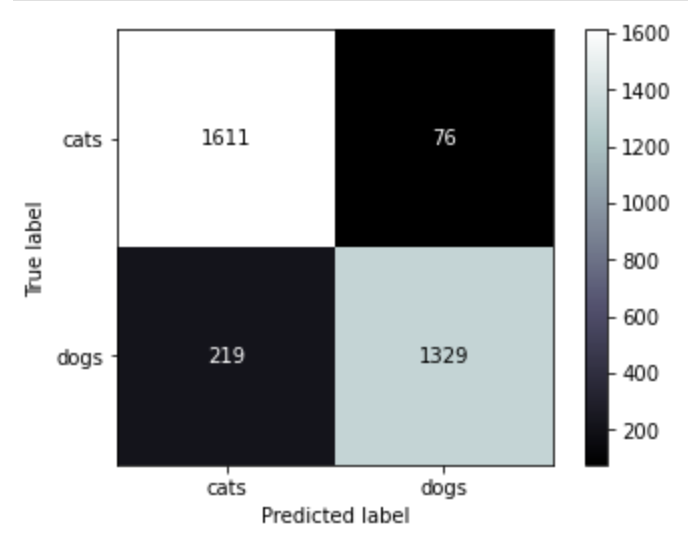 1600
cats
1611
76
1400
1200
1000
True label
800
600
dogs
219
1329
400
200
cats
dogs
Predicted label